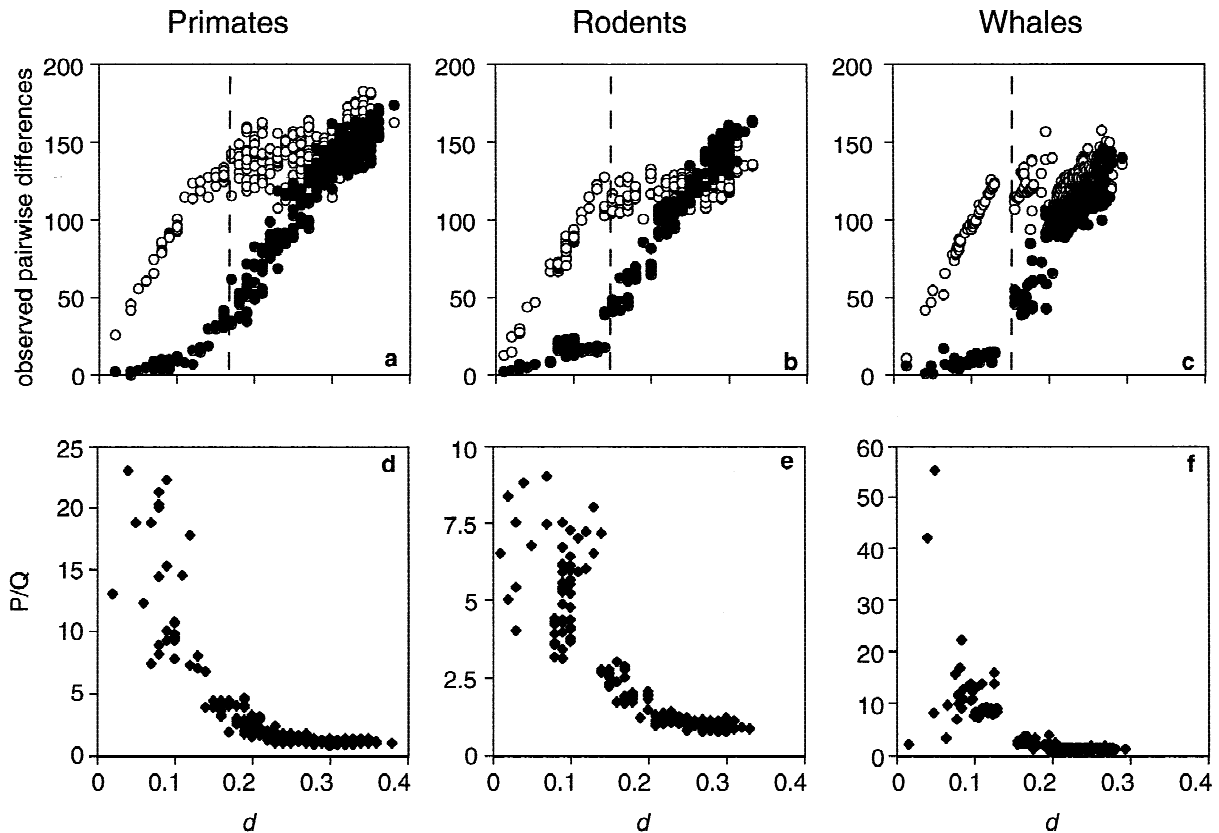 Primates Rodents Whales
observed pairwise differences
200 200 200
150 150 150
100 100 100
50 50 50
0 0 0
a b c
P/Q
25 10 60
20 7.5 50
15 5 40
10 2.5 30
5 0 20
0 10
0
d e f
0 0.1 0.2 0.3 0.4 0 0.1 0.2 0.3 0.4 0 0.1 0.2 0.3 0.4
d d d